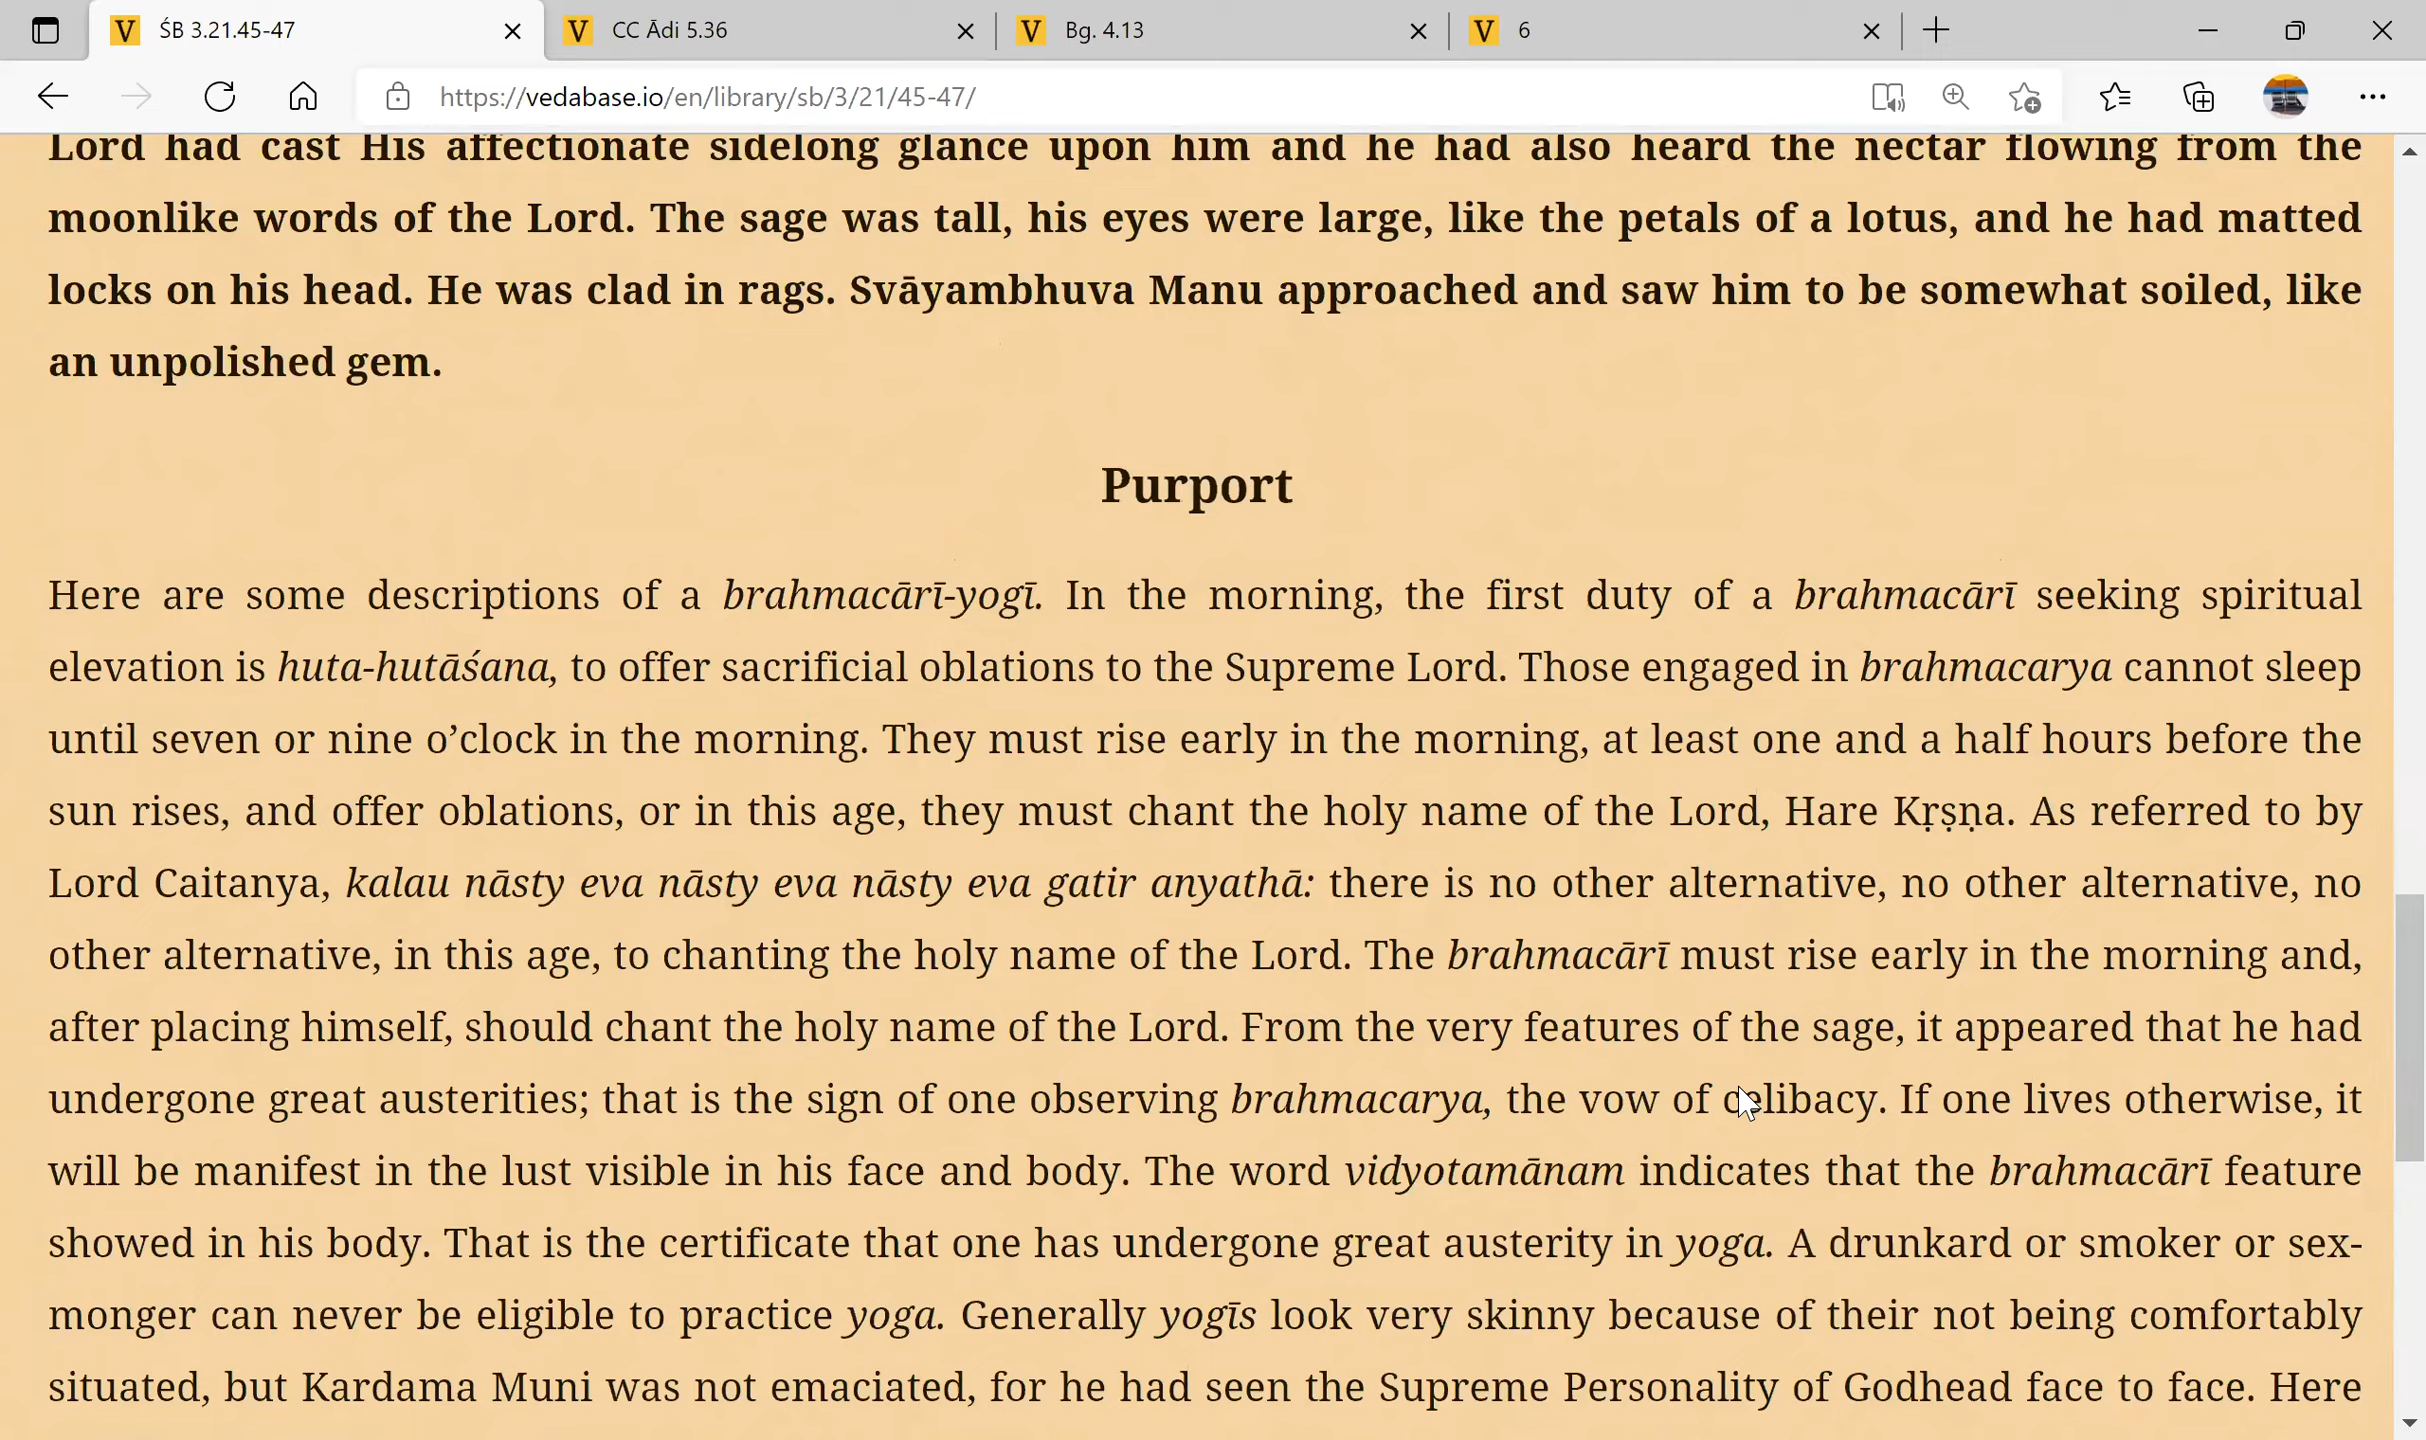 ŚB 3.21.45-47
CC Ādi 5.36
Bg. 4.13
6
https://vedabase.io/en/library/sb/3/21/45-47/
Lord had cast His affectionate sidelong glance upon him and he had also heard the nectar flowing from the
moonlike words of the Lord. The sage was tall, his eyes were large, like the petals of a lotus, and he had matted
locks on his head. He was clad in rags. Svāyambhuva Manu approached and saw him to be somewhat soiled, like
an unpolished gem.
Purport
Here are some descriptions of a brahmacārī-yogī. In the morning, the first duty of a brahmacārī seeking spiritual
elevation is huta-hutāśana, to offer sacrificial oblations to the Supreme Lord. Those engaged in brahmacarya cannot sleep
until seven or nine o’clock in the morning. They must rise early in the morning, at least one and a half hours before the
sun rises, and offer oblations, or in this age, they must chant the holy name of the Lord, Hare Kṛṣṇa. As referred to by
Lord Caitanya, kalau nāsty eva nāsty eva nāsty eva gatir anyathā: there is no other alternative, no other alternative, no
other alternative, in this age, to chanting the holy name of the Lord. The brahmacārī must rise early in the morning and,
after placing himself, should chant the holy name of the Lord. From the very features of the sage, it appeared that he had
undergone great austerities; that is the sign of one observing brahmacarya, the vow of celibacy. If one lives otherwise, it
will be manifest in the lust visible in his face and body. The word vidyotamānam indicates that the brahmacārī feature
showed in his body. That is the certificate that one has undergone great austerity in yoga. A drunkard or smoker or sex-
monger can never be eligible to practice yoga. Generally yogīs look very skinny because of their not being comfortably
situated, but Kardama Muni was not emaciated, for he had seen the Supreme Personality of Godhead face to face. Here